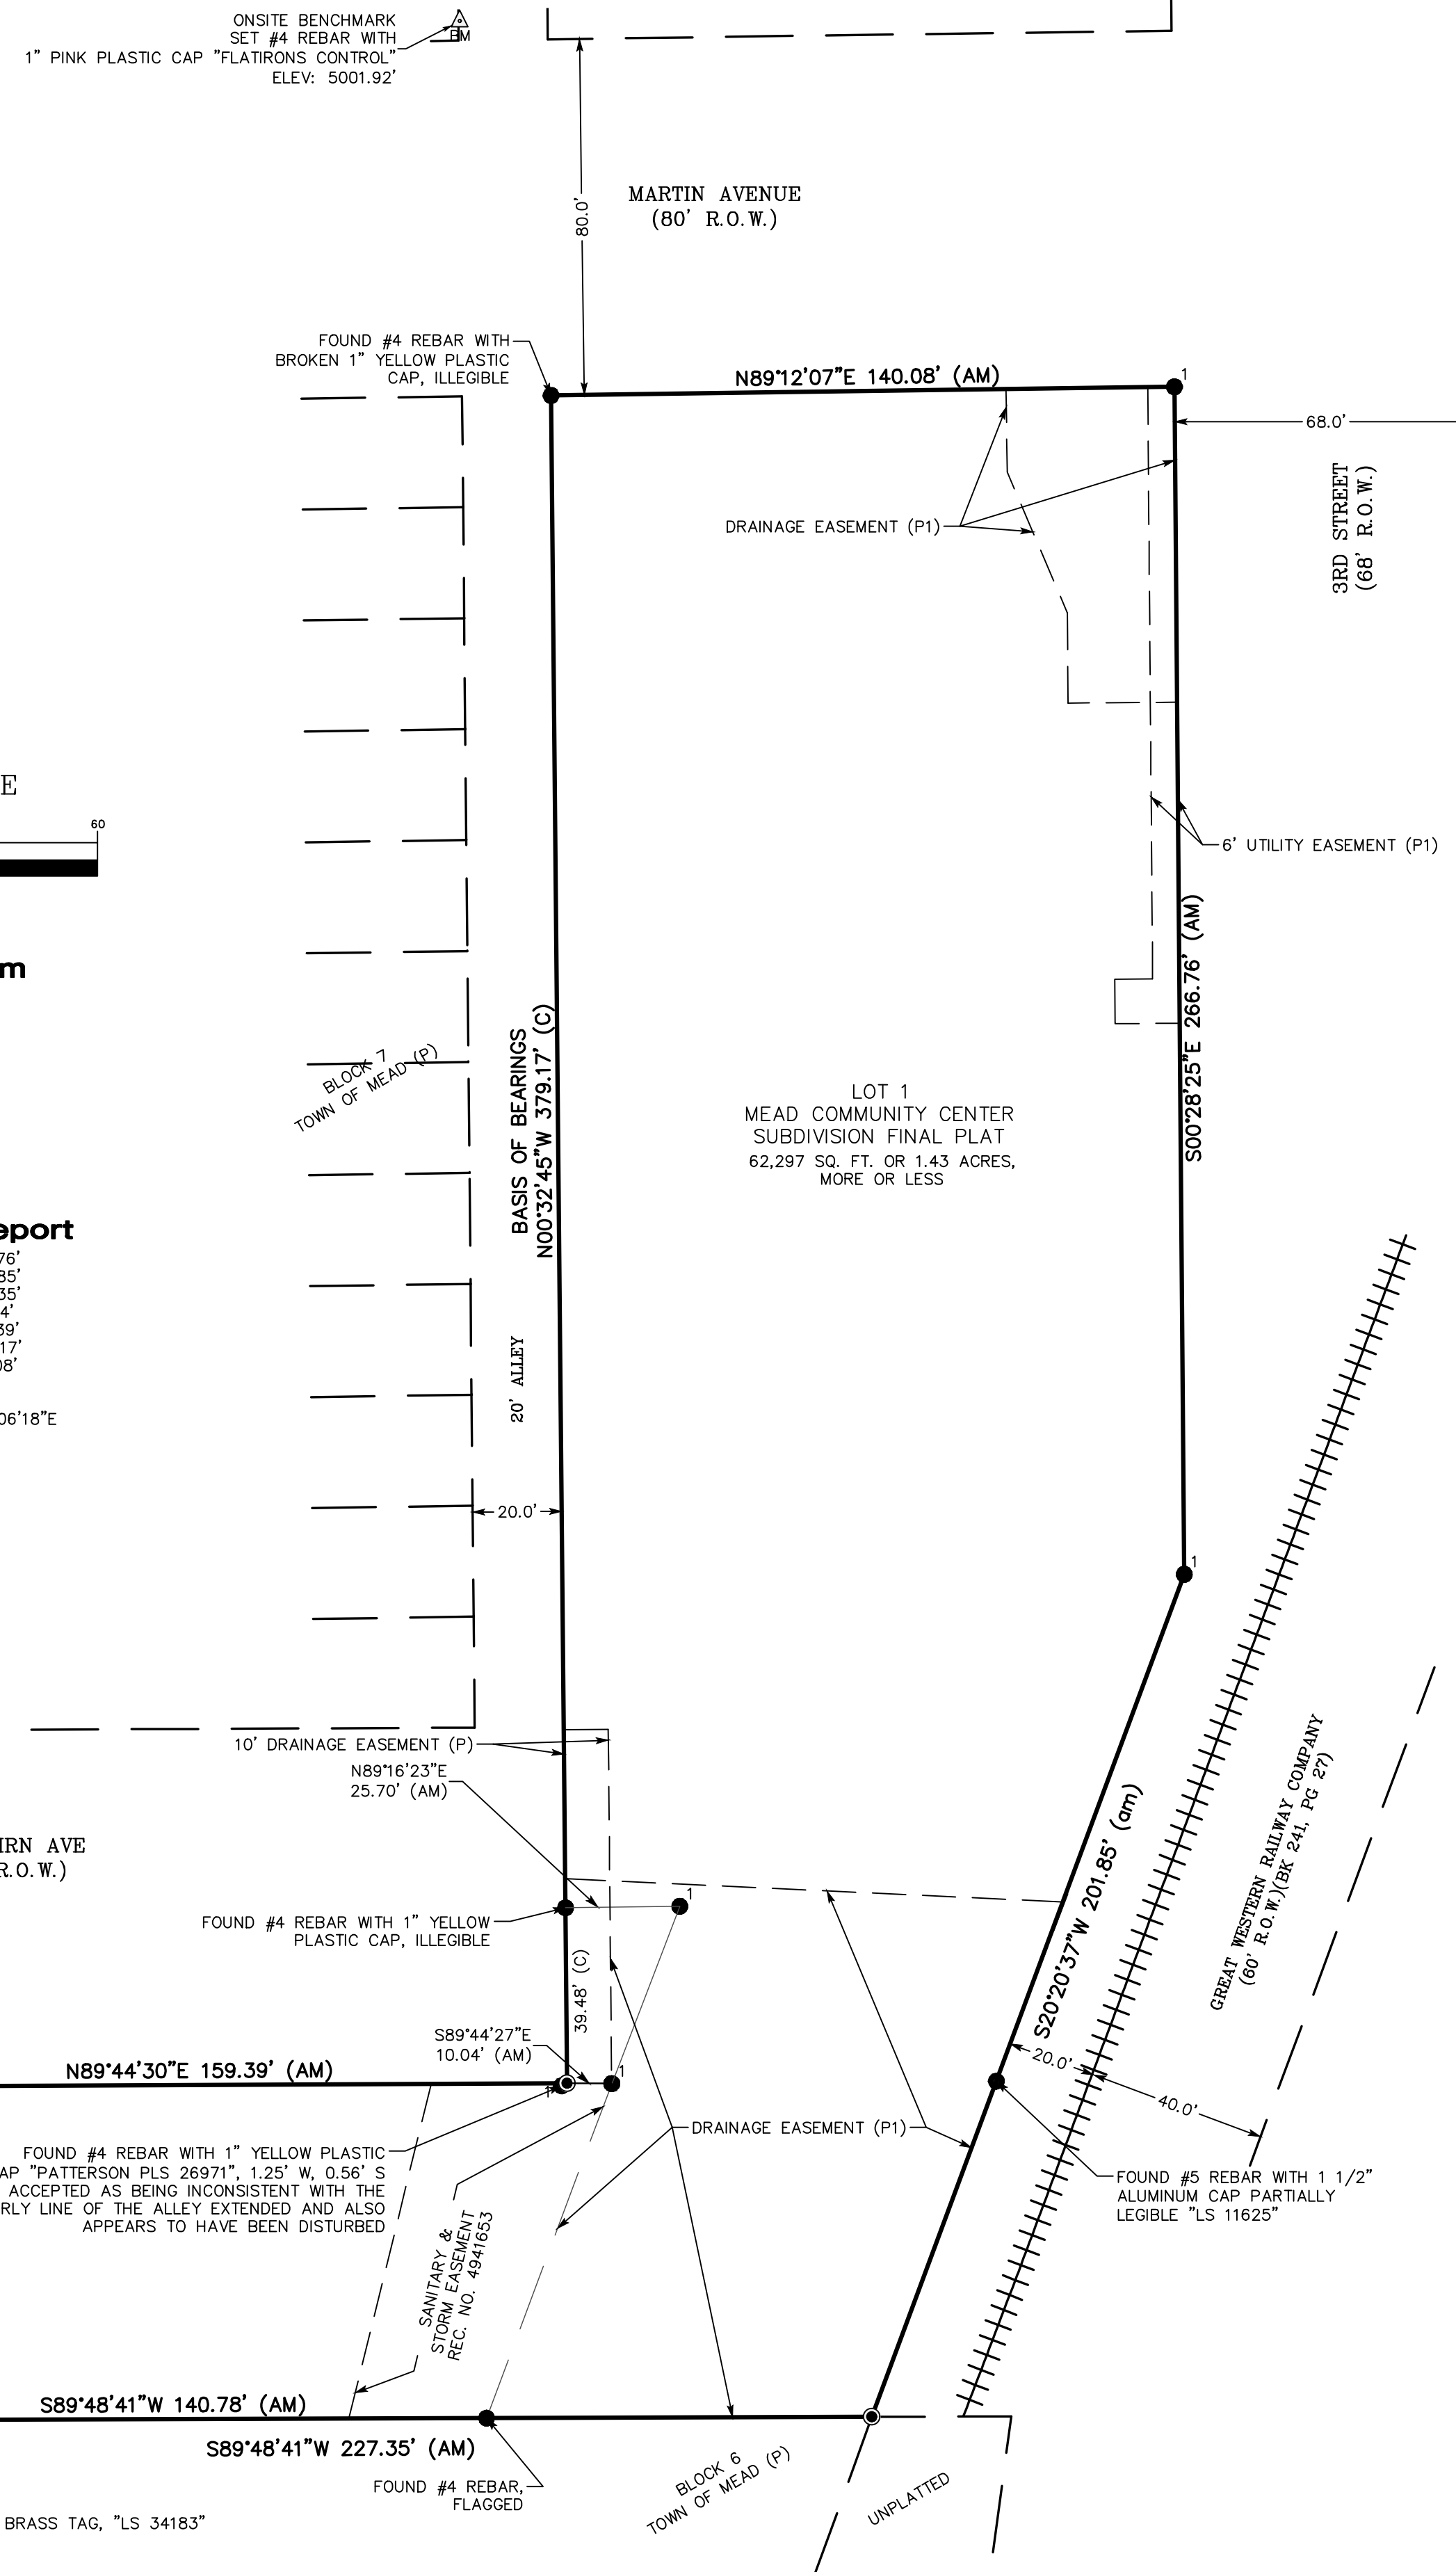 ONSITE BENCHMARK
SET #4 REBAR WITH
1" PINK PLASTIC CAP "FLATIRONS CONTROL"
ELEV: 5001.92'
BM
80.0'
MARTIN AVENUE
(80' R.O.W.)
FOUND #4 REBAR WITH
BROKEN 1" YELLOW PLASTIC
CAP, ILLEGIBLE
N89°12'07"E 140.08' (AM)
1
68.0'
3RD STREET
(68' R.O.W.)
DRAINAGE EASEMENT (P1)
E
60
6' UTILITY EASEMENT (P1)
S00°28'25"E 266.76' (AM)
m
BLOCK 7
TOWN OF MEAD (P)
BASIS OF BEARINGS
N00°32'45"W 379.17' (C)
LOT 1
MEAD COMMUNITY CENTER
SUBDIVISION FINAL PLAT
62,297 SQ. FT. OR 1.43 ACRES,
MORE OR LESS
eport
76'
85'
35'
4'
39'
17'
08'
06'18"E
20' ALLEY
20.0'
1
10' DRAINAGE EASEMENT (P)
N89°16'23"E
25.70' (AM)
IRN AVE
R.O.W.)
1
FOUND #4 REBAR WITH 1" YELLOW
PLASTIC CAP, ILLEGIBLE
39.48' (C)
S20°20'37"W 201.85' (am)
GREAT WESTERN RAILWAY COMPANY
(60' R.O.W.)(BK 241, PG 27)
S89°44'27"E
10.04' (AM)
N89°44'30"E 159.39' (AM)
1
1
20.0'
40.0'
DRAINAGE EASEMENT (P1)
FOUND #4 REBAR WITH 1" YELLOW PLASTIC
AP "PATTERSON PLS 26971", 1.25' W, 0.56' S
ACCEPTED AS BEING INCONSISTENT WITH THE
RLY LINE OF THE ALLEY EXTENDED AND ALSO
APPEARS TO HAVE BEEN DISTURBED
FOUND #5 REBAR WITH 1 1/2"
ALUMINUM CAP PARTIALLY
LEGIBLE "LS 11625"
SANITARY &
STORM EASEMENT
REC. NO. 4941653
S89°48'41"W 140.78' (AM)
S89°48'41"W 227.35' (AM)
FOUND #4 REBAR,
FLAGGED
BLOCK 6
TOWN OF MEAD (P)
UNPLATTED
BRASS TAG, "LS 34183"